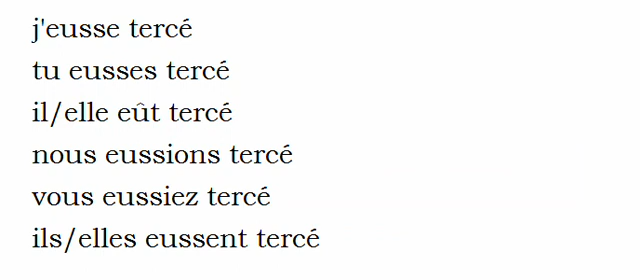 j'eusse tercé
tu eusses tercé
il/elle eût tercé
nous eussions tercé
vous eussiez tercé
ils/elles eussent tercé